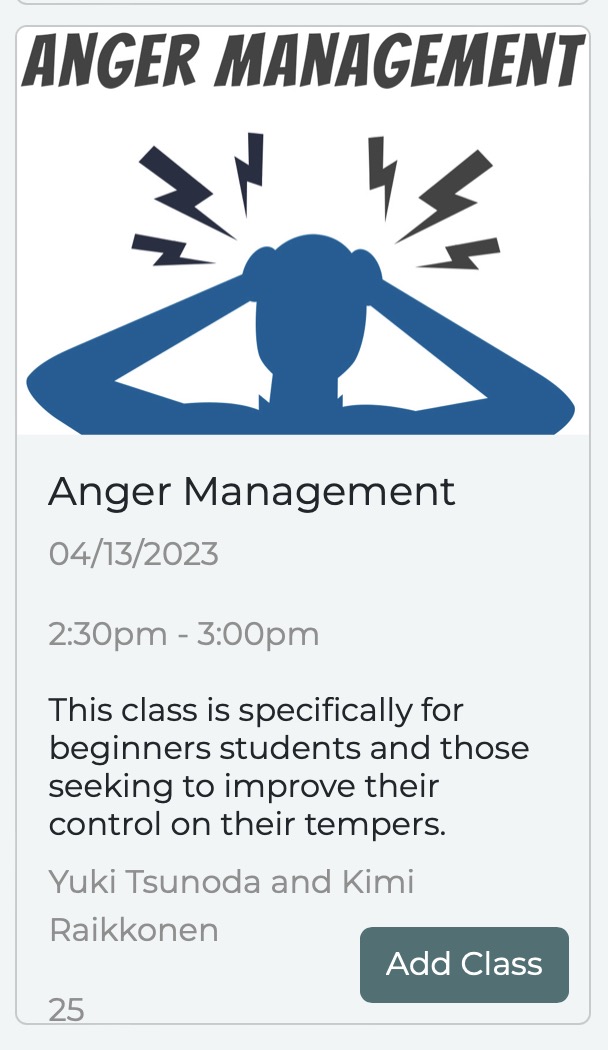 ANGER MANAGEMENT
Anger Management
04/13/2023
2:30pm - 3:00pm
This class is specifically for
beginners students and those
seeking to improve their
control on their tempers.
Yuki Tsunoda and Kimi
Raikkonen
Add Class
25